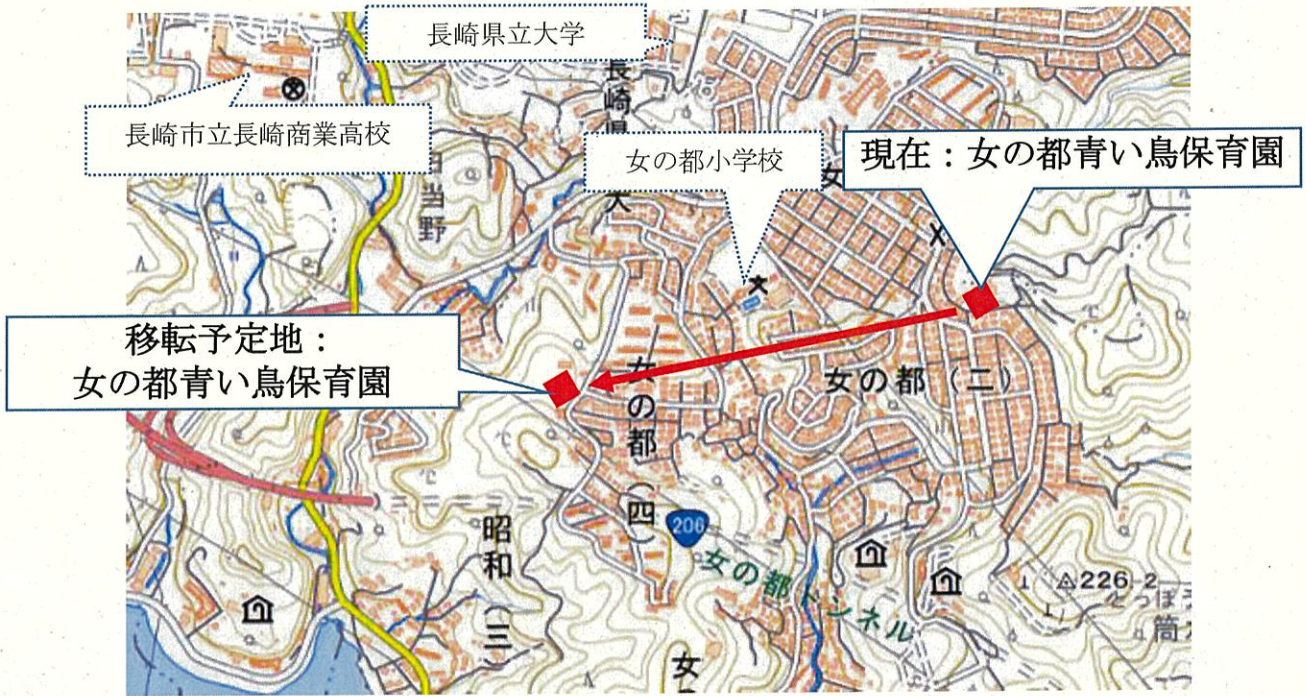 長崎県立大学
長崎市立長崎商業高校
女の都小学校
現在：女の都青い鳥保育園
移転予定地：
女の都青い鳥保育園
女の都（二）
女の都（四）
昭和（三）
206
女の都トンネル
226.2